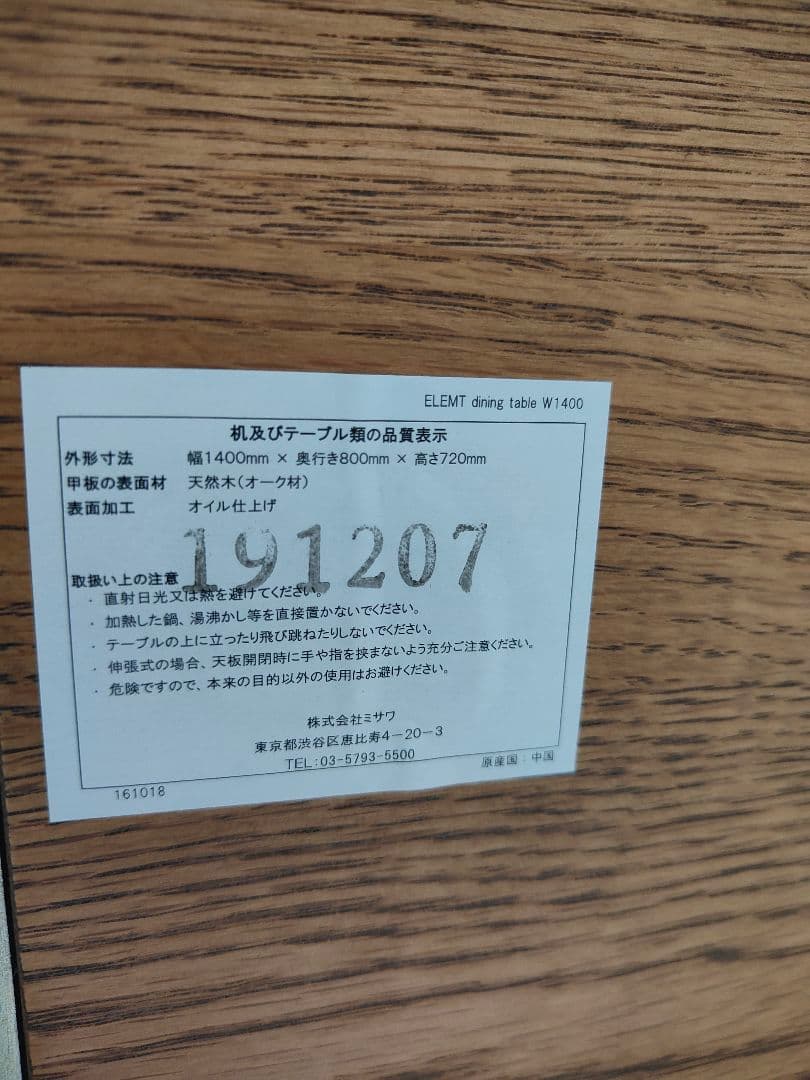 ELEMT dining table W1400
机及びテーブル類の品質表示
外形寸法 幅1400mm × 奥行き800mm × 高さ720mm
甲板の表面材 天然木(オーク材)
表面加工 オイル仕上げ
191207
取扱い上の注意
・ 直射日光又は熱を避けてください。
・ 加熱した鍋、湯沸かし等を直接置かないでください。
・ テーブルの上に立ったり飛び跳ねたりしないでください。
・ 伸張式の場合、天板開閉時に手や指を挟まないよう充分ご注意ください。
・ 危険ですので、本来の目的以外の使用はお避けください。
株式会社ミサワ
東京都渋谷区恵比寿4-20-3
TEL:03-5793-5500
原産国:中国
161018